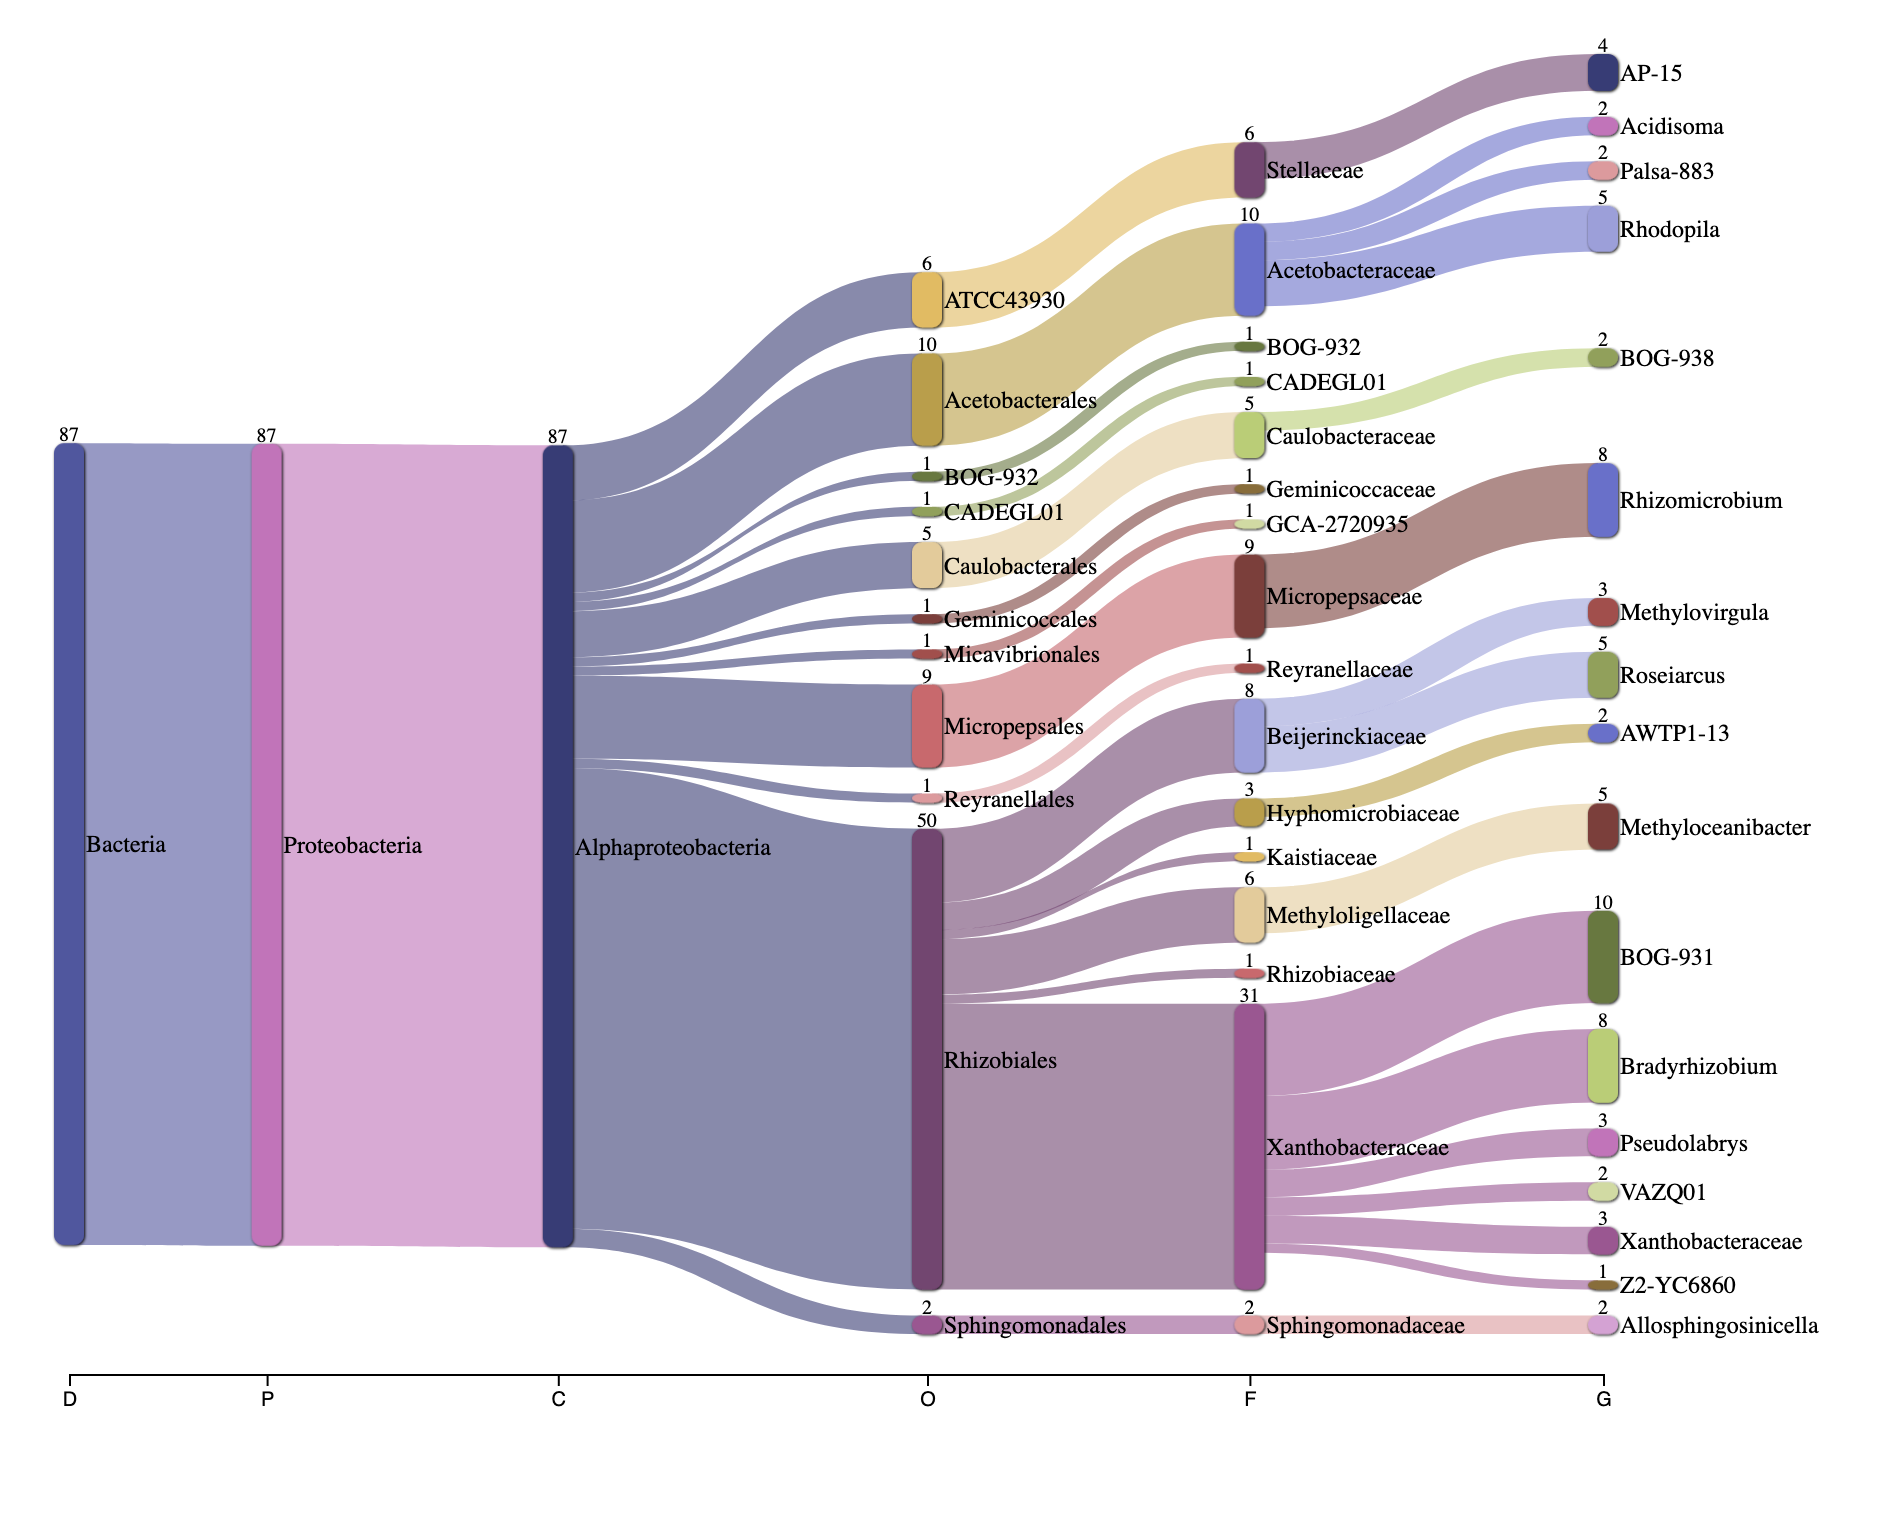 87
Bacteria
87
Proteobacteria
87
Alphaproteobacteria
6
ATCC43930
10
Acetobacterales
1
BOG-932
1
CADEGL01
5
Caulobacterales
1
Geminicoccales
1
Micavibrionales
9
Micropepsales
1
Reyranellales
50
Rhizobiales
2
Sphingomonadales
6
Stellaceae
10
Acetobacteraceae
1
BOG-932
1
CADEGL01
5
Caulobacteraceae
1
Geminicoccaceae
1
GCA-2720935
9
Micropepsaceae
1
Reyranellaceae
8
Beijerinckiaceae
3
Hyphomicrobiaceae
1
Kaistiaceae
6
Methyloligellaceae
1
Rhizobiaceae
31
Xanthobacteraceae
2
Sphingomonadaceae
4
AP-15
2
Acidisoma
2
Palsa-883
5
Rhodopila
2
BOG-938
8
Rhizomicrobium
3
Methylovirgula
5
Roseiarcus
2
AWTP1-13
5
Methyloceanibacter
10
BOG-931
8
Bradyrhizobium
3
Pseudolabrys
2
VAZQ01
3
Xanthobacteraceae
1
Z2-YC6860
2
Allosphingosinicella
D P C O F G